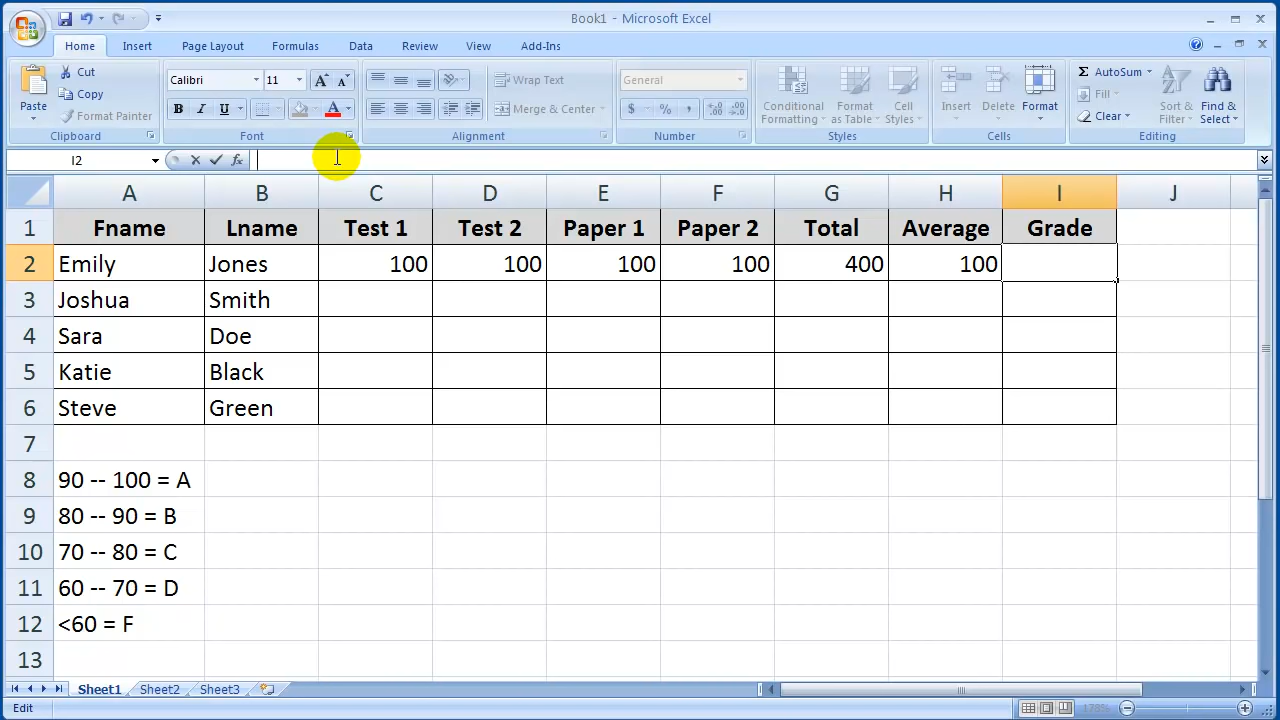 Book1 - Microsoft Excel
Home Insert Page Layout Formulas Data Review View Add-Ins
Paste
Cut
Copy
Format Painter
Clipboard
Calibri 11 A A
B I U A
Font
Wrap Text
Merge & Center
Alignment
General
$ % ,
Number
Conditional Formatting
Format as Table
Cell Styles
Styles
Insert Delete Format
Cells
Σ AutoSum
Fill
Clear
Sort & Filter
Find & Select
Editing
I2 fx
A B C D E F G H I J
1 Fname Lname Test 1 Test 2 Paper 1 Paper 2 Total Average Grade
2 Emily Jones 100 100 100 100 400 100
3 Joshua Smith
4 Sara Doe
5 Katie Black
6 Steve Green
7
8 90 -- 100 = A
9 80 -- 90 = B
10 70 -- 80 = C
11 60 -- 70 = D
12 <60 = F
13
Sheet1 Sheet2 Sheet3
Edit 178%